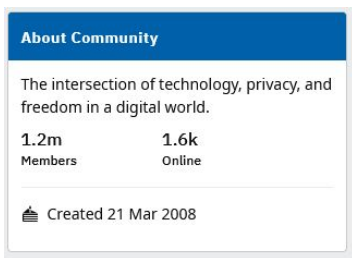 About Community
The intersection of technology, privacy, and
freedom in a digital world.
1.2m 1.6k
Members Online
Created 21 Mar 2008